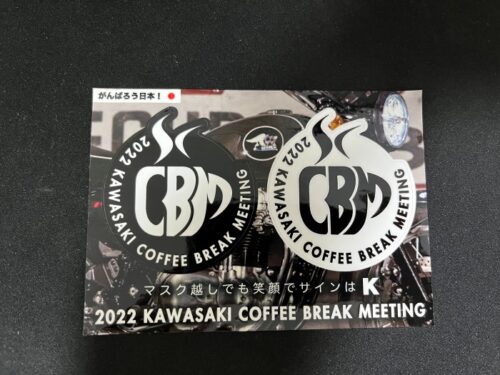 がんばろう日本！
2022 KAWASAKI COFFEE BREAK MEETING
CBM
2022 KAWASAKI COFFEE BREAK MEETING
CBM
マスク越しでも笑顔でサインは K
2022 KAWASAKI COFFEE BREAK MEETING